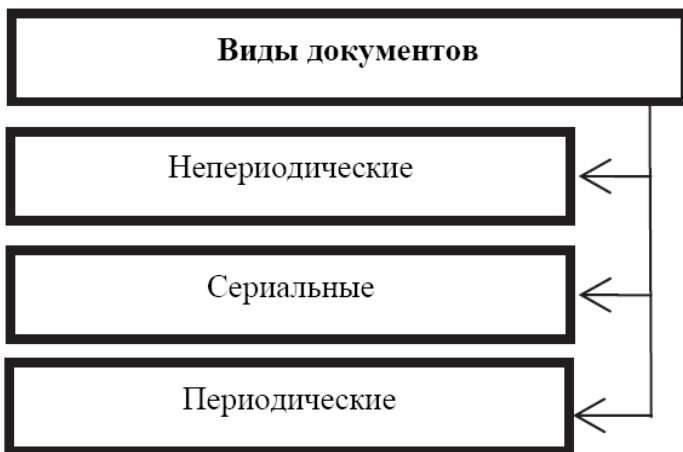 Виды документов
Непериодические
Сериальные
Периодические